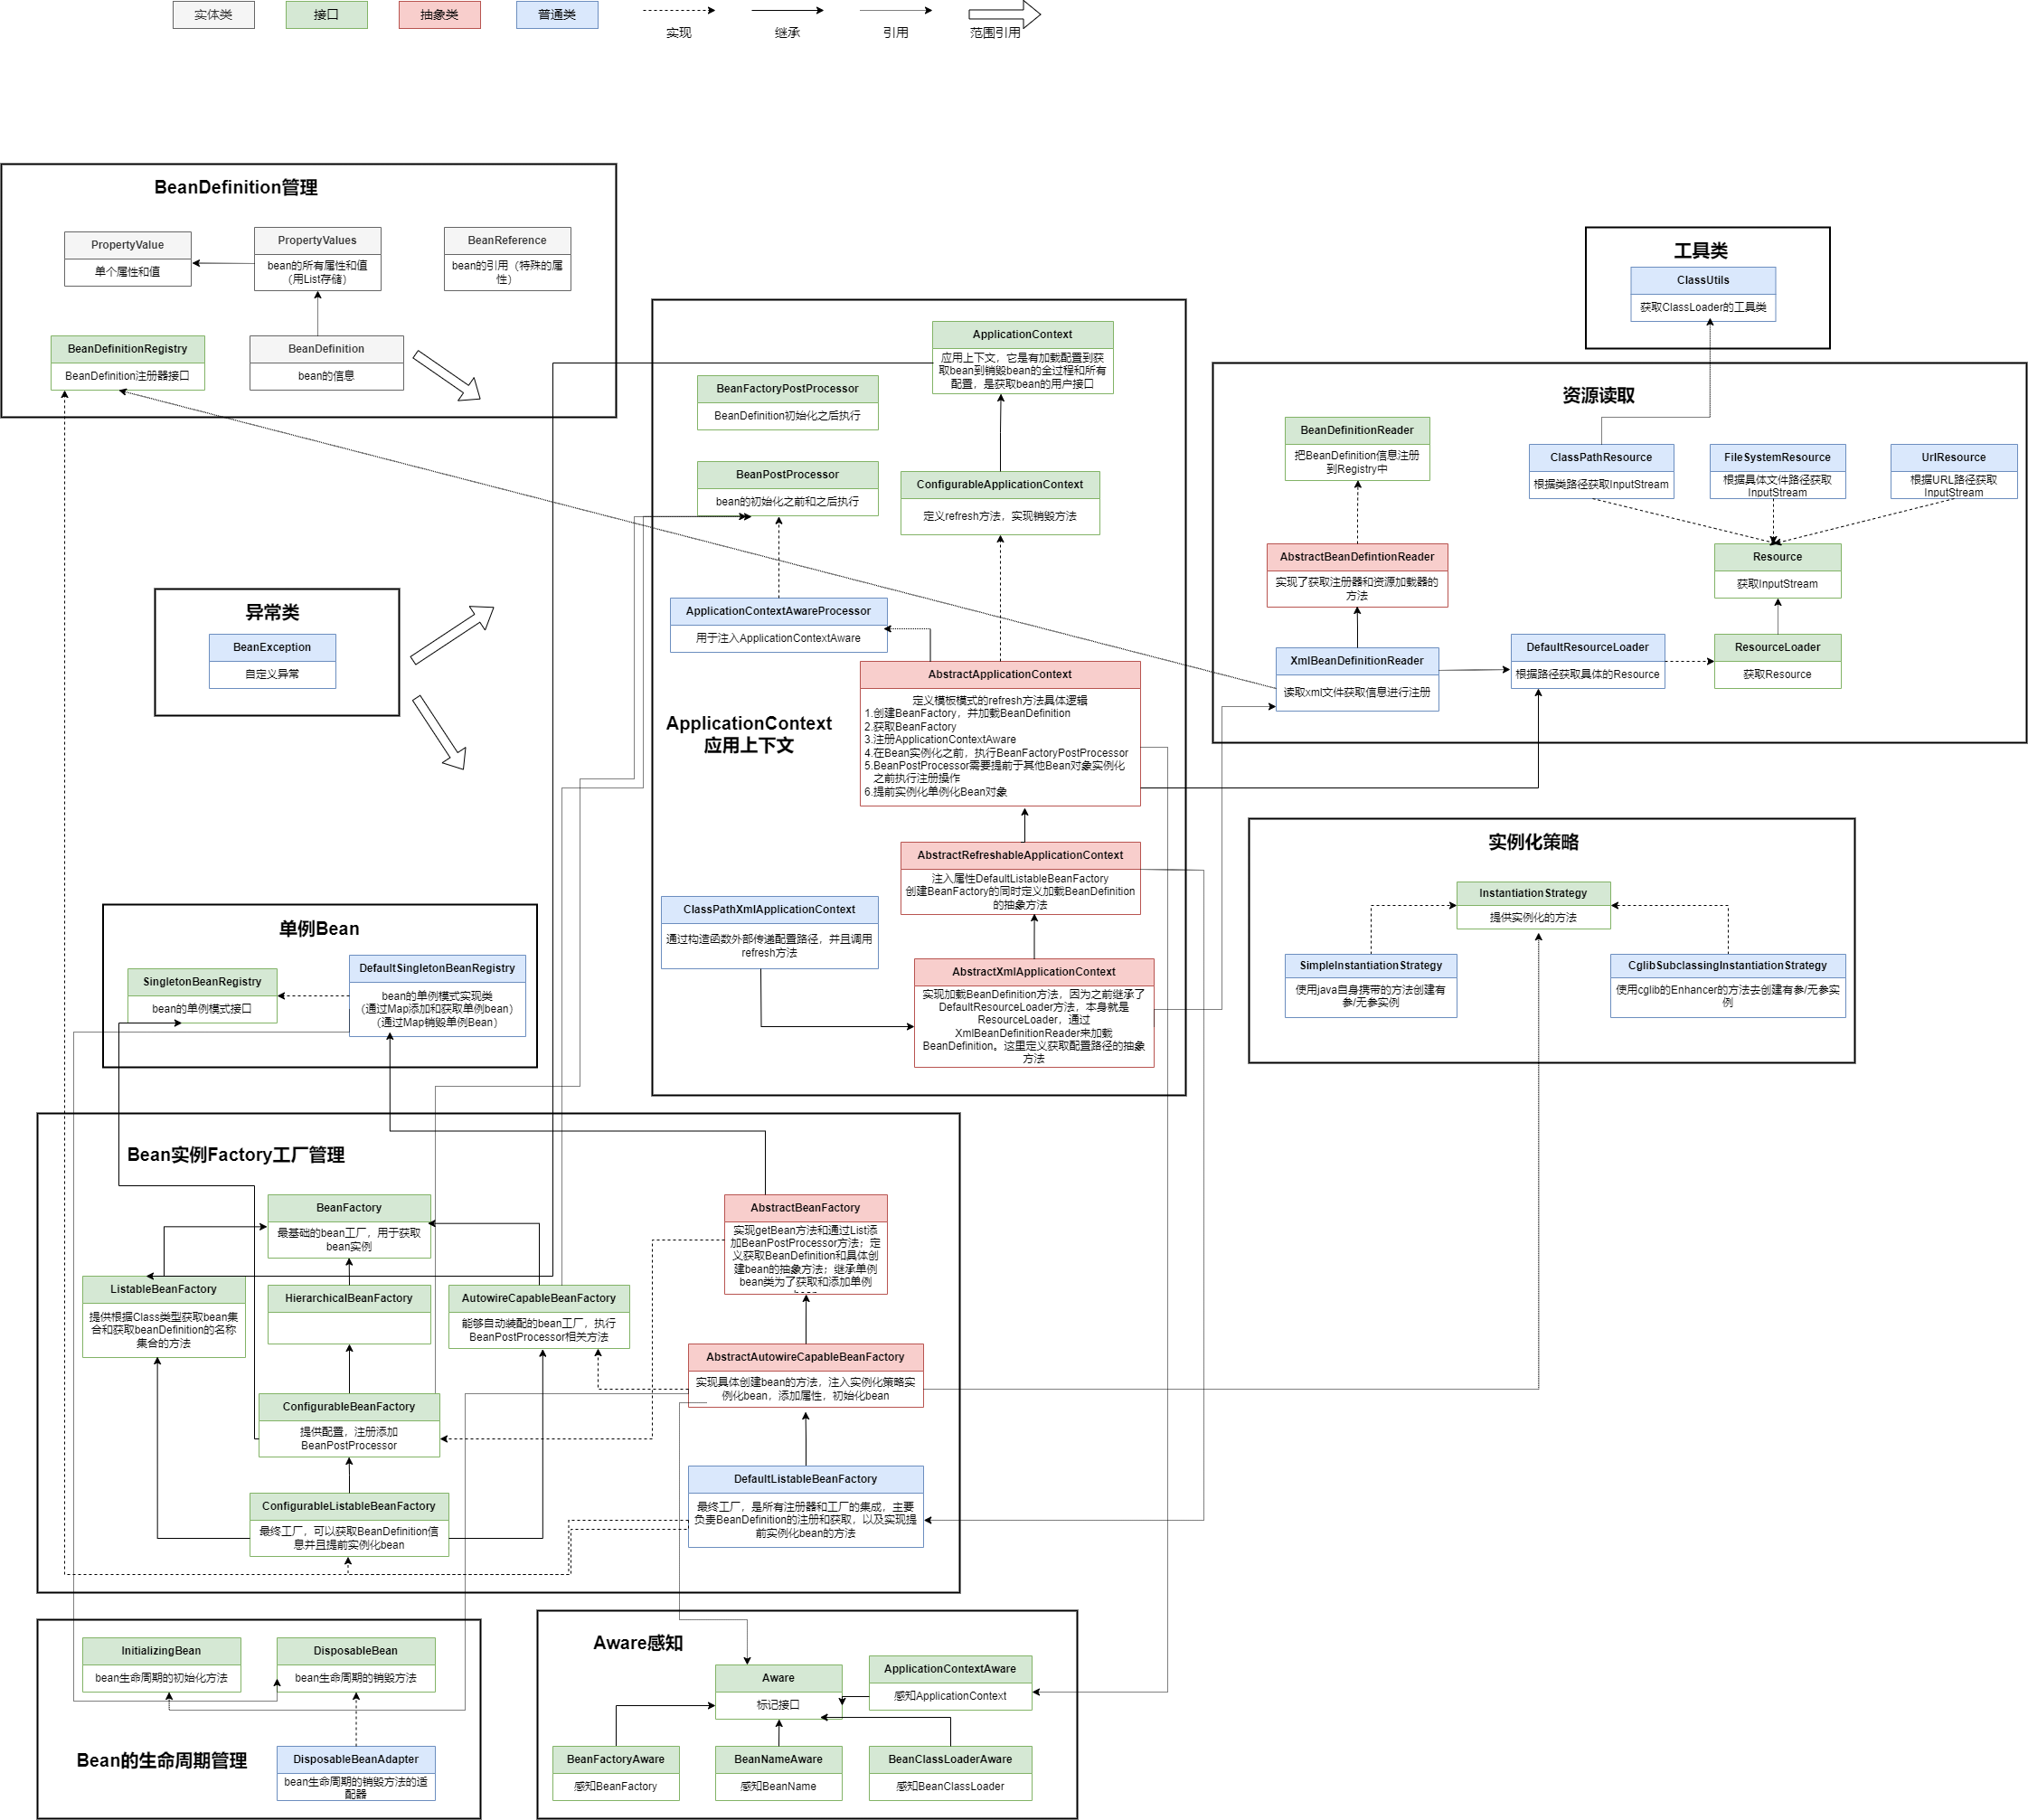 实体类
接口
抽象类
普通类
实现
继承
引用
范围引用
BeanDefinition管理
PropertyValue
单个属性和值
PropertyValues
bean的所有属性和值
(用List存储)
BeanReference
bean的引用（特殊的属
性）
BeanDefinitionRegistry
BeanDefinition注册器接口
BeanDefinition
bean的信息
异常类
BeanException
自定义异常
ApplicationContext
应用上下文
ApplicationContext
应用上下文，它是有加载配置到获
取bean到销毁bean的全过程和所有
配置，是获取bean的用户接口
BeanFactoryPostProcessor
BeanDefinition初始化之后执行
BeanPostProcessor
bean的初始化之前和之后执行
ConfigurableApplicationContext
定义refresh方法，实现销毁方法
ApplicationContextAwareProcessor
用于注入ApplicationContextAware
AbstractApplicationContext
定义模板模式的refresh方法具体逻辑
1.创建BeanFactory，并加载BeanDefinition
2.获取BeanFactory
3.注册ApplicationContextAware
4.在Bean实例化之前，执行BeanFactoryPostProcessor
5.BeanPostProcessor需要提前于其他Bean对象实例化
之前执行注册操作
6.提前实例化单例化Bean对象
AbstractRefreshableApplicationContext
注入属性DefaultListableBeanFactory
创建BeanFactory的同时定义加载BeanDefinition
的抽象方法
ClassPathXmlApplicationContext
通过构造函数外部传递配置路径，并且调用
refresh方法
AbstractXmlApplicationContext
实现加载BeanDefinition方法，因为之前继承了
DefaultResourceLoader方法，本身就是
ResourceLoader，通过
XmlBeanDefinitionReader来加载
BeanDefinition。这里定义获取配置路径的抽象
方法
工具类
ClassUtils
获取ClassLoader的工具类
资源读取
BeanDefinitionReader
把BeanDefinition信息注册
到Registry中
ClassPathResource
根据类路径获取InputStream
FileSystemResource
根据具体文件路径获取
InputStream
UrlResource
根据URL路径获取
InputStream
AbstractBeanDefintionReader
实现了获取注册器和资源加载器的
方法
Resource
获取InputStream
XmlBeanDefinitionReader
读取xml文件获取信息进行注册
DefaultResourceLoader
根据路径获取具体的Resource
ResourceLoader
获取Resource
实例化策略
InstantiationStrategy
提供实例化的方法
SimpleInstantiationStrategy
使用java自身携带的方法创建有
参/无参实例
CglibSubclassingInstantiationStrategy
使用cglib的Enhancer的方法去创建有参/无参实
例
单例Bean
SingletonBeanRegistry
bean的单例模式接口
DefaultSingletonBeanRegistry
bean的单例模式实现类
（通过Map添加和获取单例bean）
（通过Map销毁单例Bean）
Bean实例Factory工厂管理
BeanFactory
最基础的bean工厂，用于获取
bean实例
ListableBeanFactory
提供根据Class类型获取bean集
合和获取beanDefinition的名称
集合的方法
HierarchicalBeanFactory
AutowireCapableBeanFactory
能够自动装配的bean工厂，执行
BeanPostProcessor相关方法
ConfigurableBeanFactory
提供配置，注册添加
BeanPostProcessor
ConfigurableListableBeanFactory
最终工厂，可以获取BeanDefinition信
息并且提前实例化bean
AbstractBeanFactory
实现getBean方法和通过List添
加BeanPostProcessor方法；定
义获取BeanDefinition和具体创
建bean的抽象方法；继承单例
bean类为了获取和添加单例
AbstractAutowireCapableBeanFactory
实现具体创建bean的方法，注入实例化策略实
例化bean，添加属性，初始化bean
DefaultListableBeanFactory
最终工厂，是所有注册器和工厂的集成，主要
负责BeanDefinition的注册和获取，以及实现提
前实例化bean的方法
Bean的生命周期管理
InitializingBean
bean生命周期的初始化方法
DisposableBean
bean生命周期的销毁方法
DisposableBeanAdapter
bean生命周期的销毁方法的适
配器
Aware感知
Aware
标记接口
ApplicationContextAware
感知ApplicationContext
BeanFactoryAware
感知BeanFactory
BeanNameAware
感知BeanName
BeanClassLoaderAware
感知BeanClassLoader